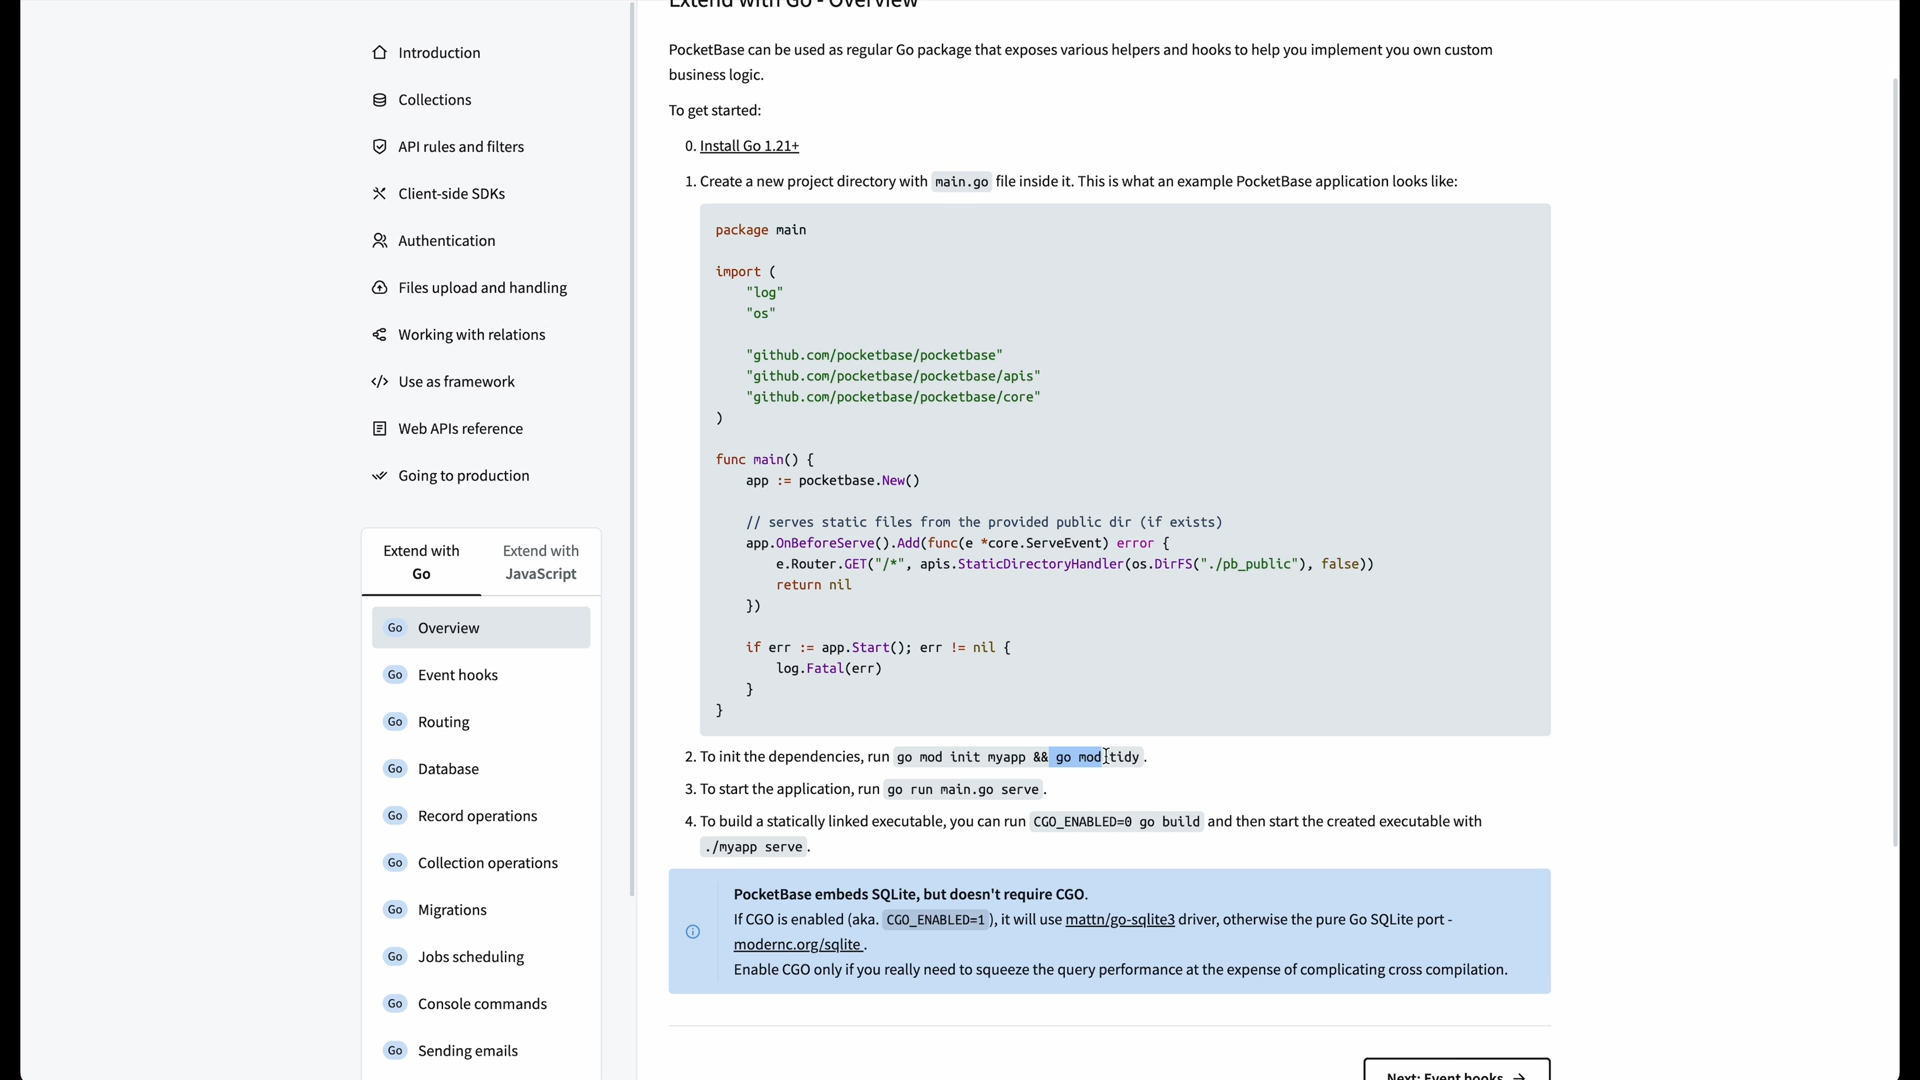 Introduction
Collections
API rules and filters
Client-side SDKs
Authentication
Files upload and handling
Working with relations
Use as framework
Web APIs reference
Going to production
Extend with
Go
Extend with
JavaScript
Go Overview
Go Event hooks
Go Routing
Go Database
Go Record operations
Go Collection operations
Go Migrations
Go Jobs scheduling
Go Console commands
Go Sending emails
Extend with Go - Overview
PocketBase can be used as regular Go package that exposes various helpers and hooks to help you implement you own custom
business logic.
To get started:
0. Install Go 1.21+
1. Create a new project directory with main.go file inside it. This is what an example PocketBase application looks like:
package main
import (
"log"
"os"
"github.com/pocketbase/pocketbase"
"github.com/pocketbase/pocketbase/apis"
"github.com/pocketbase/pocketbase/core"
)
func main() {
app := pocketbase.New()
// serves static files from the provided public dir (if exists)
app.OnBeforeServe().Add(func(e *core.ServeEvent) error {
e.Router.GET("/*", apis.StaticDirectoryHandler(os.DirFS("./pb_public"), false))
return nil
})
if err := app.Start(); err != nil {
log.Fatal(err)
}
}
2. To init the dependencies, run go mod init myapp && go mod tidy.
3. To start the application, run go run main.go serve.
4. To build a statically linked executable, you can run CGO_ENABLED=0 go build and then start the created executable with
./myapp serve.
PocketBase embeds SQLite, but doesn't require CGO.
If CGO is enabled (aka. CGO_ENABLED=1), it will use mattn/go-sqlite3 driver, otherwise the pure Go SQLite port -
modernc.org/sqlite .
Enable CGO only if you really need to squeeze the query performance at the expense of complicating cross compilation.
Next: Event hooks